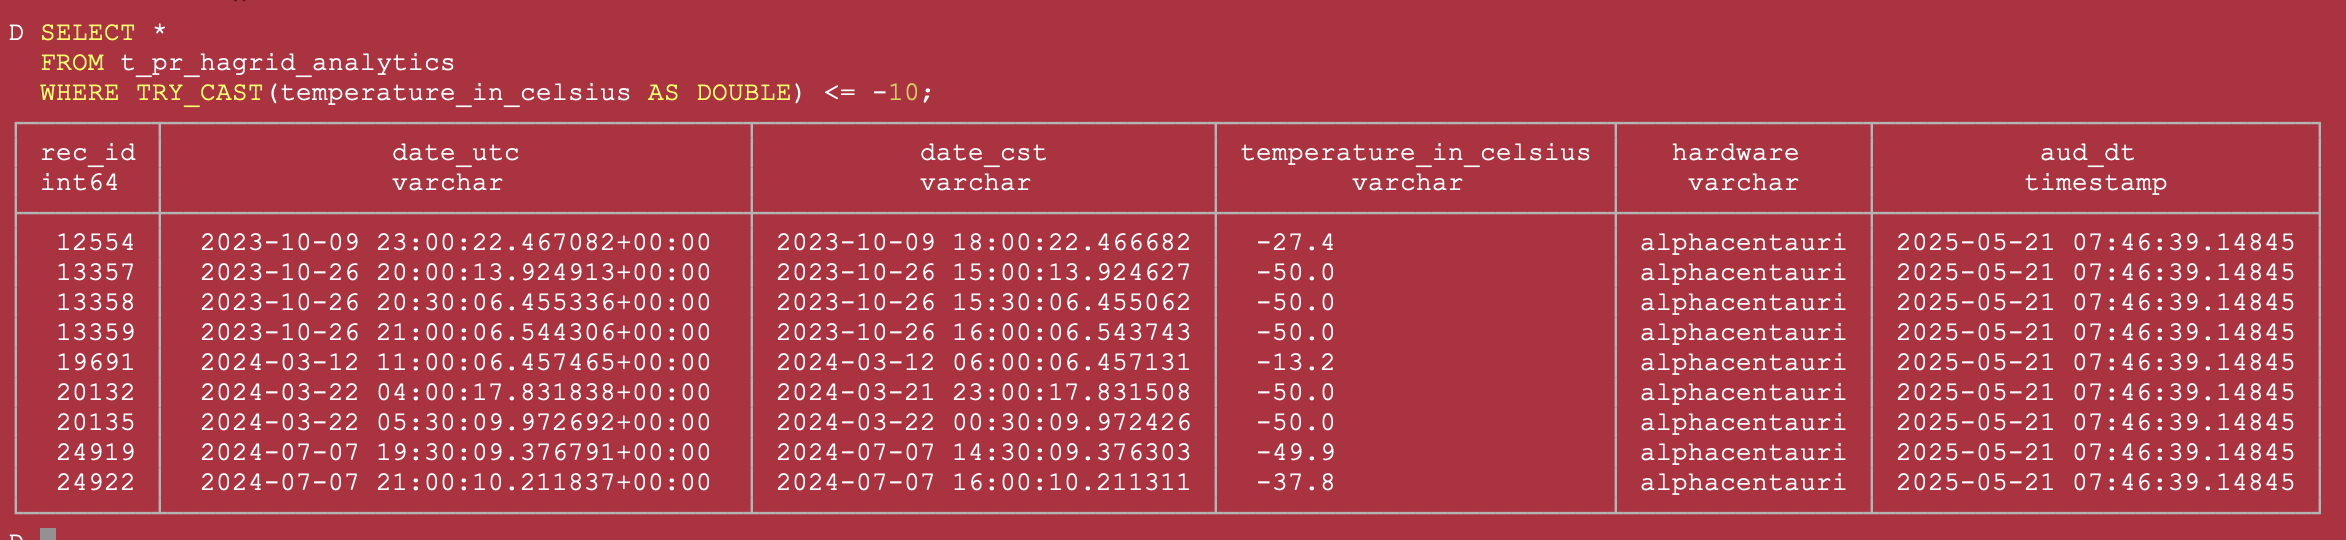 D SELECT *
FROM t_pr_hagrid_analytics
WHERE TRY_CAST(temperature_in_celsius AS DOUBLE) <= -10;
rec_id date_utc date_cst temperature_in_celsius hardware aud_dt
int64 varchar varchar varchar varchar timestamp
12554 2023-10-09 23:00:22.467082+00:00 2023-10-09 18:00:22.466682 -27.4 alphacentauri 2025-05-21 07:46:39.14845
13357 2023-10-26 20:00:13.924913+00:00 2023-10-26 15:00:13.924627 -50.0 alphacentauri 2025-05-21 07:46:39.14845
13358 2023-10-26 20:30:06.455336+00:00 2023-10-26 15:30:06.455062 -50.0 alphacentauri 2025-05-21 07:46:39.14845
13359 2023-10-26 21:00:06.544306+00:00 2023-10-26 16:00:06.543743 -50.0 alphacentauri 2025-05-21 07:46:39.14845
19691 2024-03-12 11:00:06.457465+00:00 2024-03-12 06:00:06.457131 -13.2 alphacentauri 2025-05-21 07:46:39.14845
20132 2024-03-22 04:00:17.831838+00:00 2024-03-21 23:00:17.831508 -50.0 alphacentauri 2025-05-21 07:46:39.14845
20135 2024-03-22 05:30:09.972692+00:00 2024-03-22 00:30:09.972426 -50.0 alphacentauri 2025-05-21 07:46:39.14845
24919 2024-07-07 19:30:09.376791+00:00 2024-07-07 14:30:09.376303 -49.9 alphacentauri 2025-05-21 07:46:39.14845
24922 2024-07-07 21:00:10.211837+00:00 2024-07-07 16:00:10.211311 -37.8 alphacentauri 2025-05-21 07:46:39.14845
D